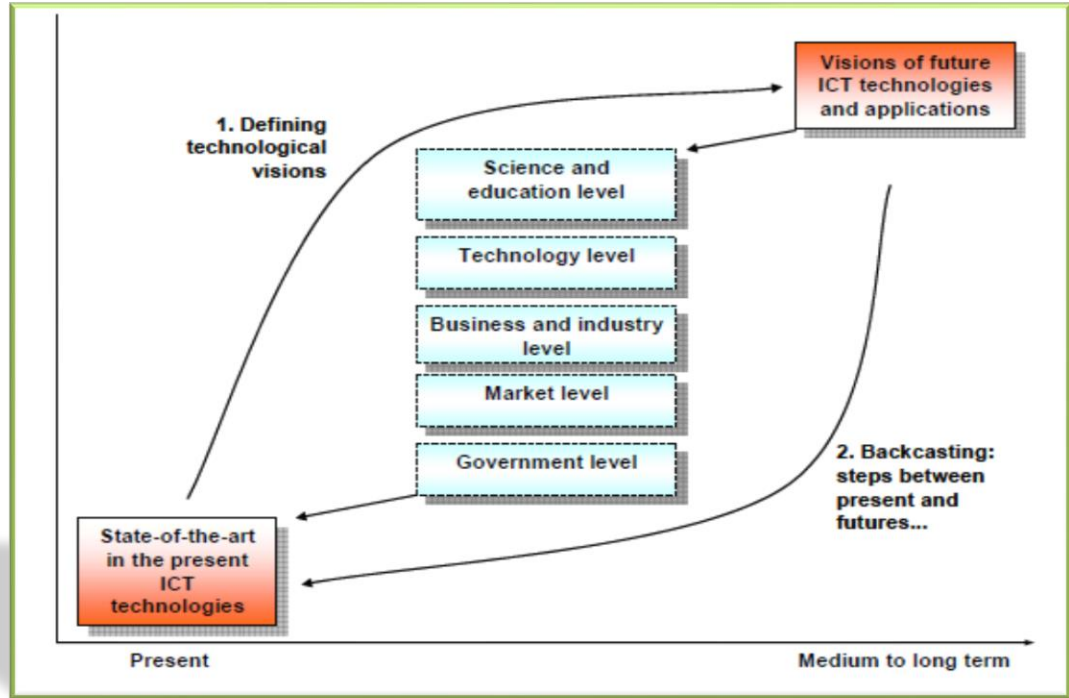 Visions of future
ICT technologies
and applications
1. Defining
technological
visions
Science and
education level
Technology level
Business and industry
level
Market level
Government level
2. Backcasting:
steps between
present and
futures...
State-of-the-art
in the present
ICT
technologies
Present
Medium to long term